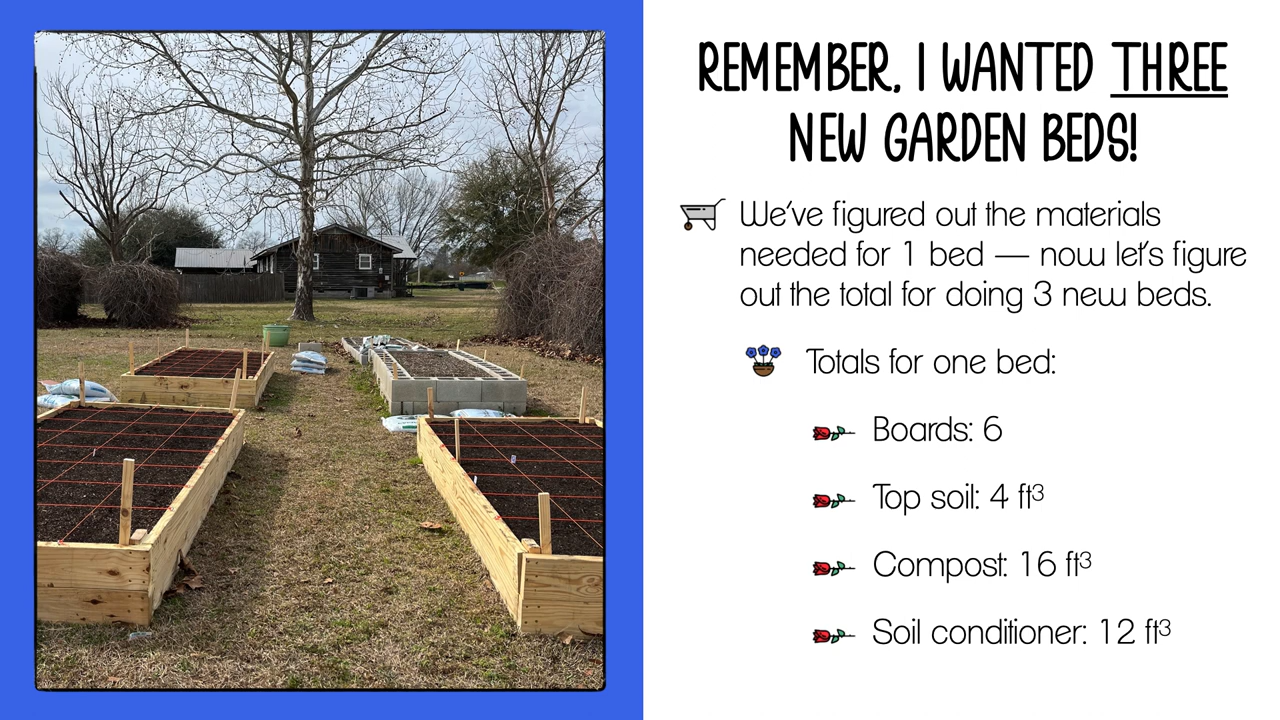 REMEMBER, I WANTED THREE
NEW GARDEN BEDS!
We've figured out the materials
needed for 1 bed — now let's figure
out the total for doing 3 new beds.
Totals for one bed:
Boards: 6
Top soil: 4 ft³
Compost: 16 ft³
Soil conditioner: 12 ft³